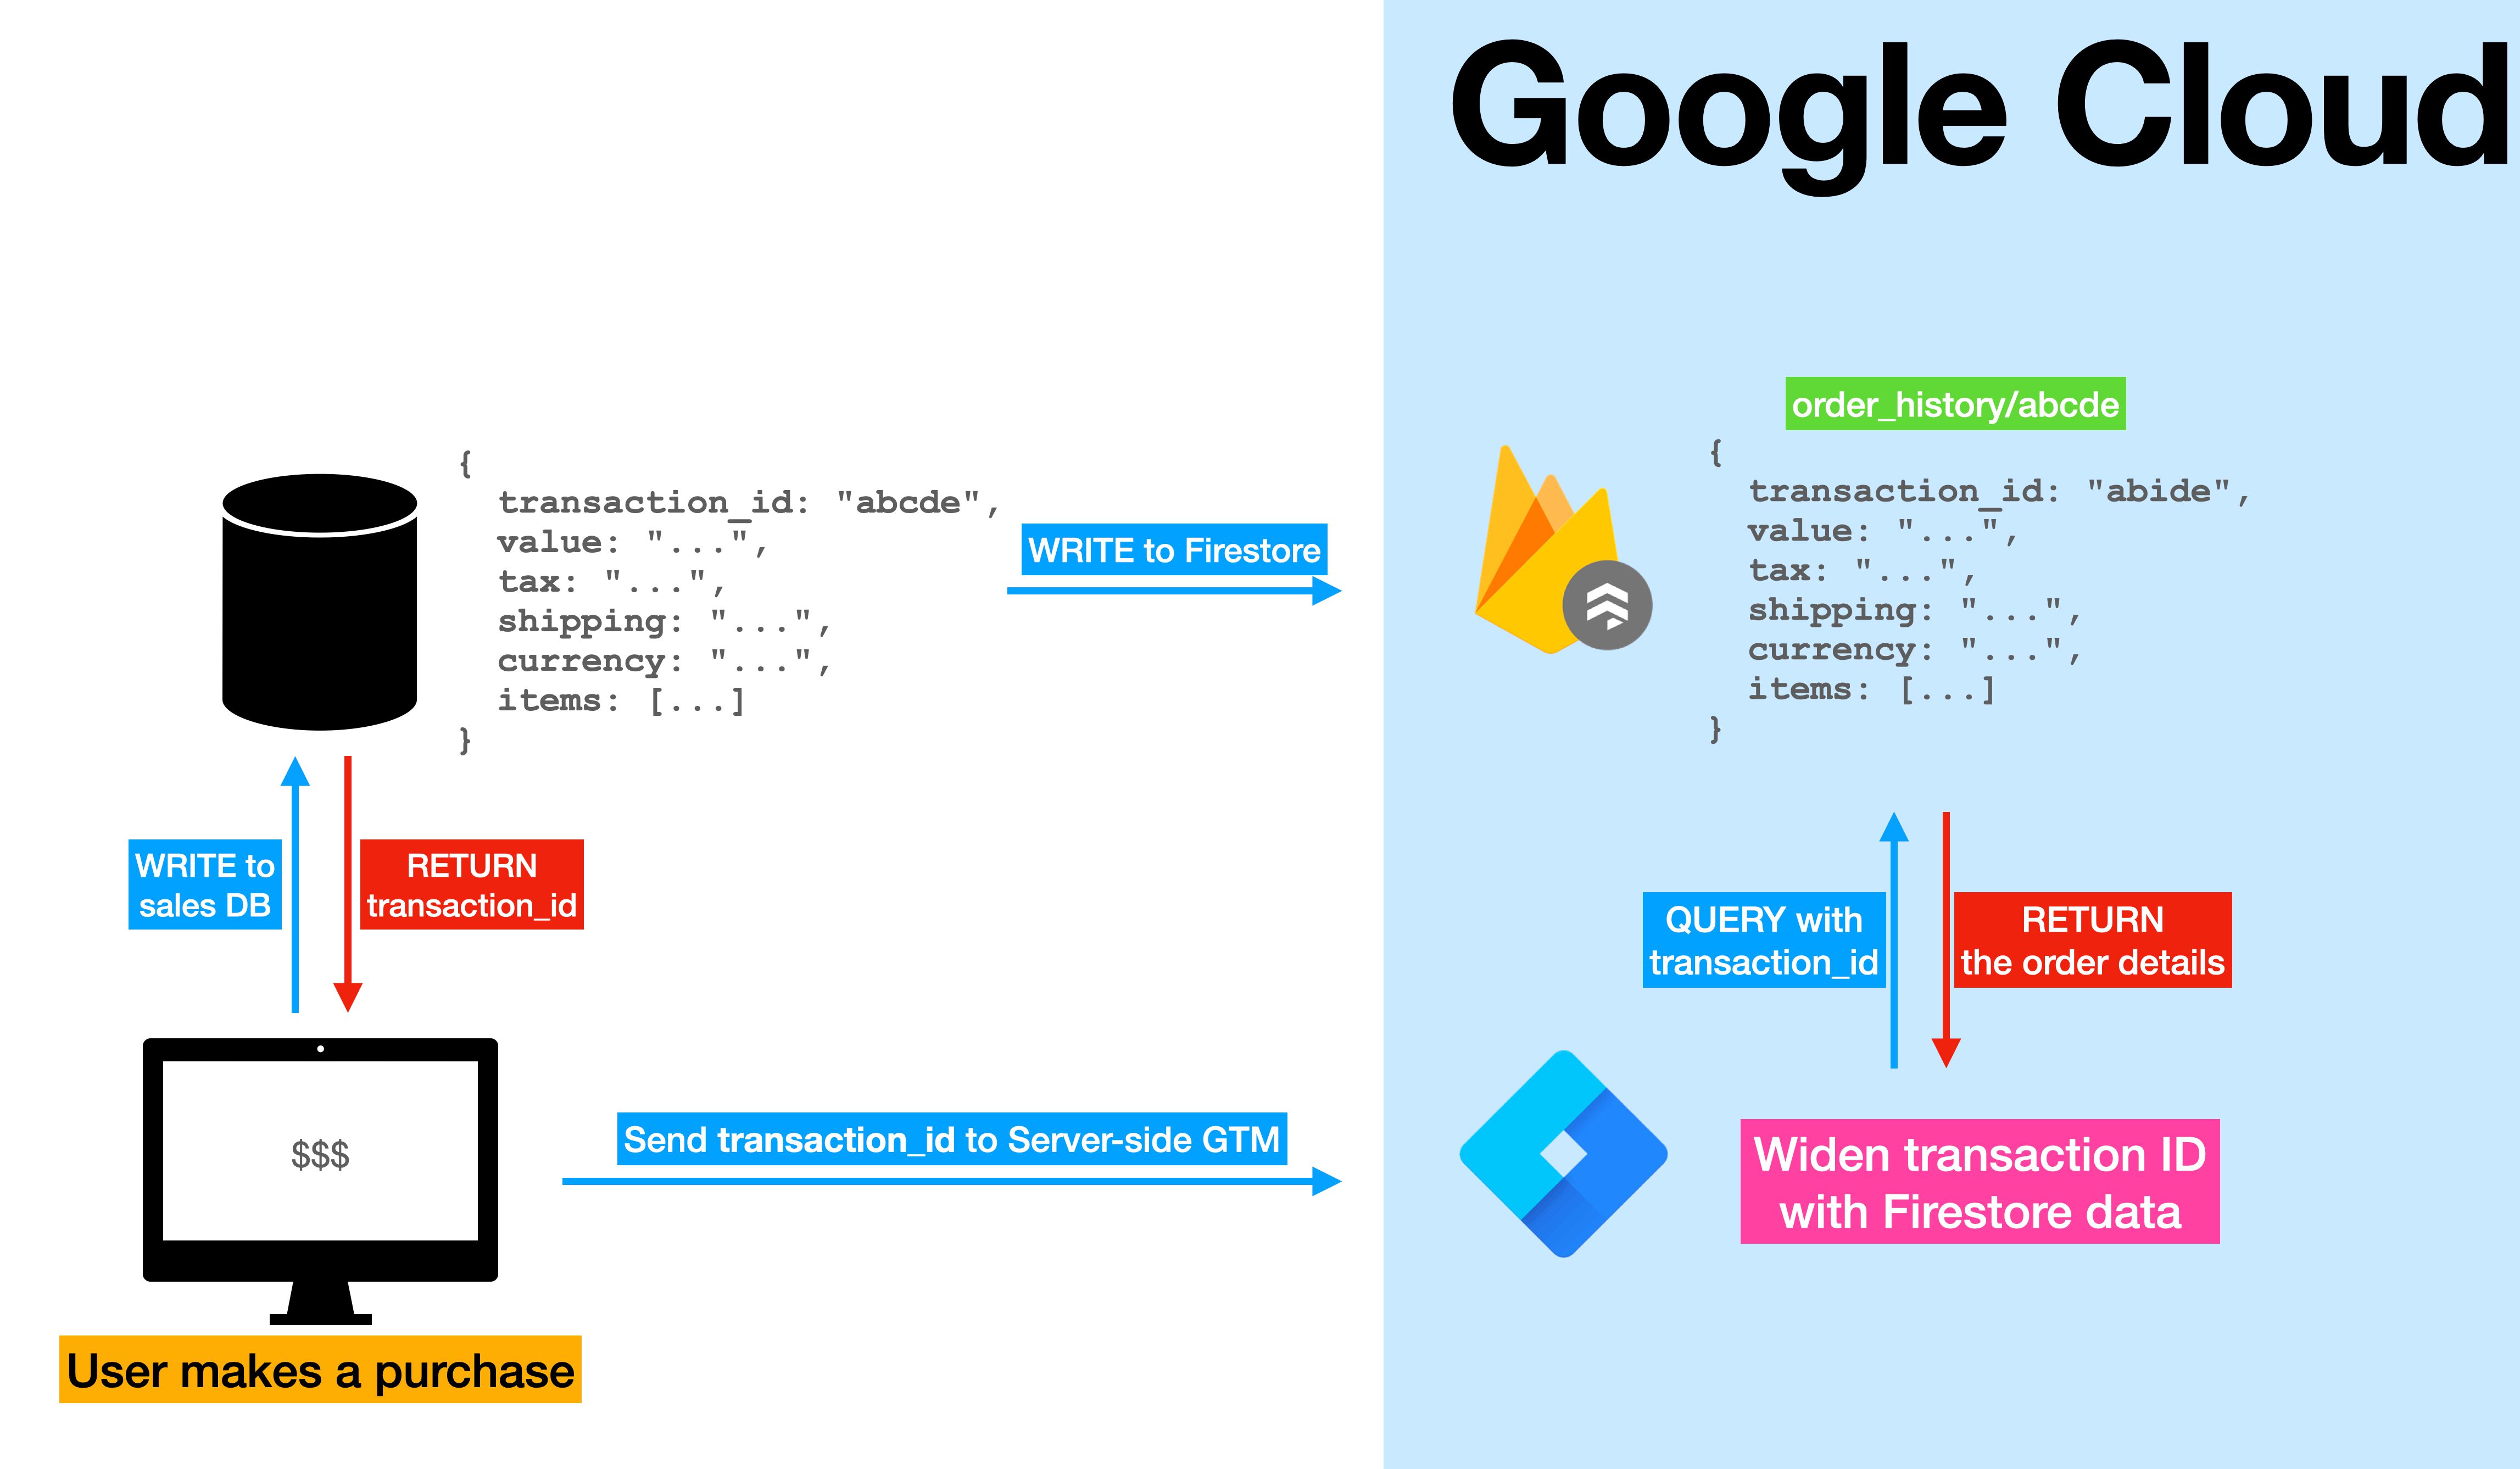 Google Cloud
{
transaction_id: "abcde",
value: "...",
tax: "...",
shipping: "...",
currency: "...",
items: [...]
}
WRITE to Firestore
order_history/abcde
{
transaction_id: "abide",
value: "...",
tax: "...",
shipping: "...",
currency: "...",
items: [...]
}
WRITE to
sales DB
RETURN
transaction_id
QUERY with
transaction_id
RETURN
the order details
$$$
Send transaction_id to Server-side GTM
Widen transaction ID
with Firestore data
User makes a purchase